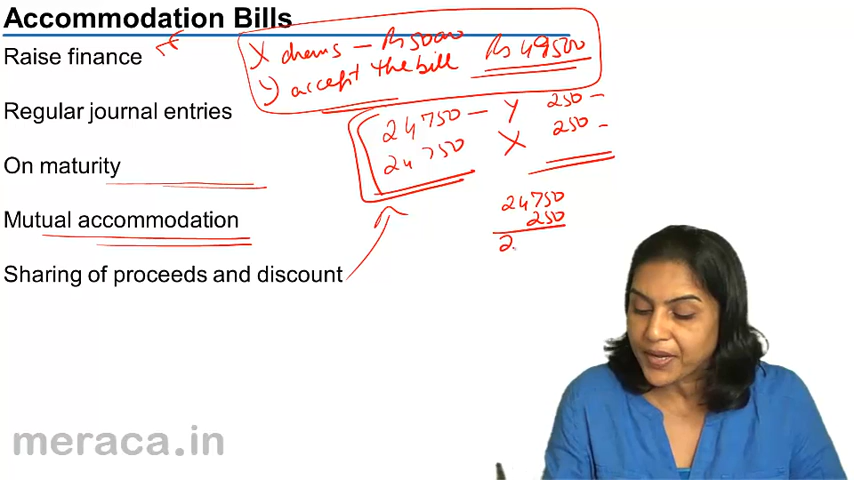 Accommodation Bills
Raise finance
X draws - Rs 50000
Y accept the bill
Rs 49500
Regular journal entries
24750 - Y 250 -
24750 X 250 -
On maturity
Mutual accommodation
24750
250
2
Sharing of proceeds and discount
meraca.in